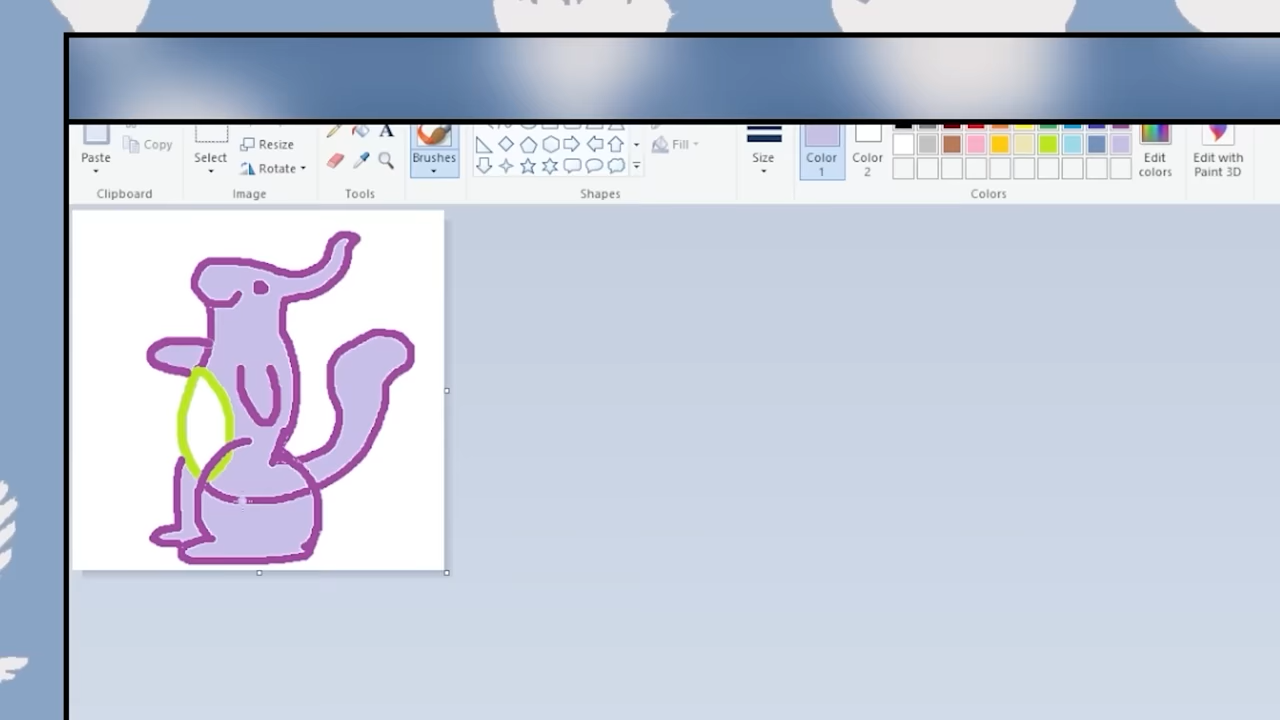 Paste
Copy
Select
Resize
Rotate
A
Brushes
Fill
Size
Color
1
Color
2
Edit
colors
Edit with
Paint 3D
Clipboard
Image
Tools
Shapes
Colors